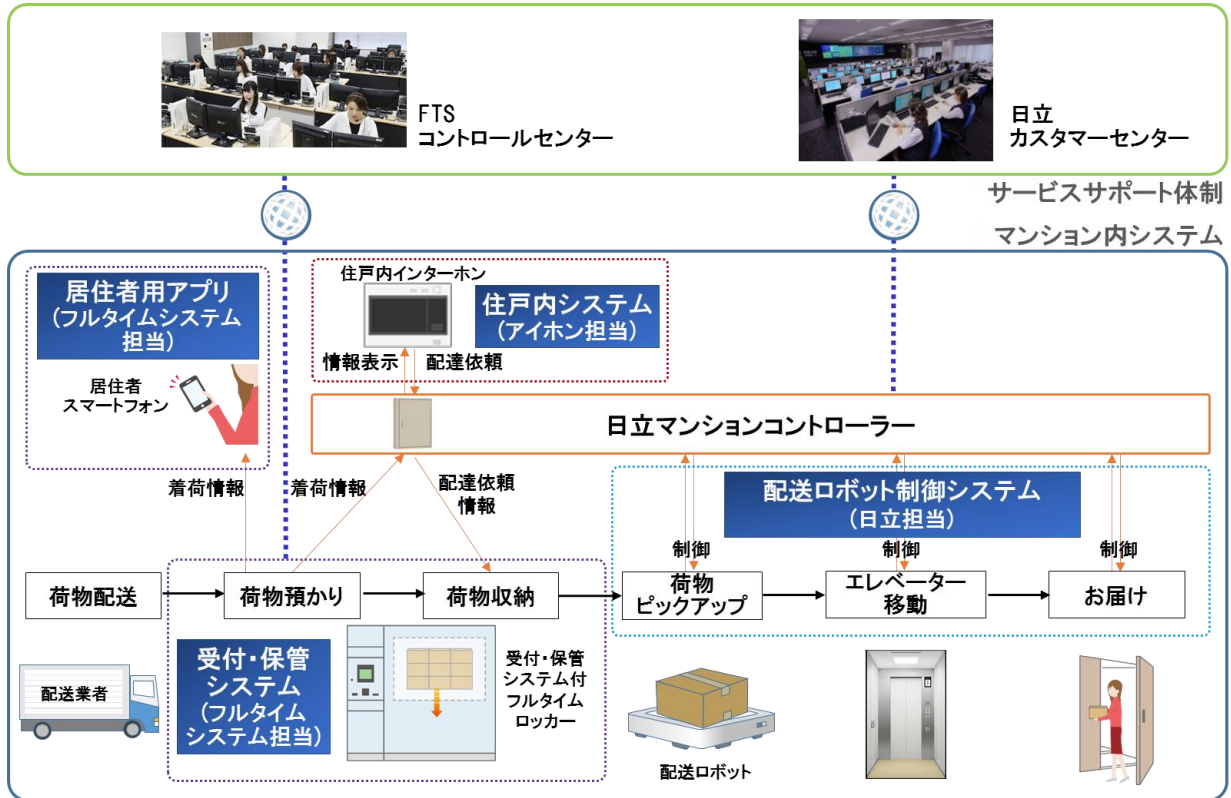 FTS
コントロールセンター
日立
カスタマーセンター
サービスサポート体制
マンション内システム
居住者用アプリ
(フルタイムシステム
担当)
居住者
スマートフォン
住戸内インターホン
住戸内システム
(アイホン担当)
情報表示
配達依頼
日立マンションコントローラー
着荷情報
着荷情報
配達依頼
情報
配送ロボット制御システム
(日立担当)
制御
制御
制御
荷物配送
荷物預かり
荷物収納
荷物
ピックアップ
エレベーター
移動
お届け
配送業者
受付・保管
システム
(フルタイム
システム担当)
受付・保管
システム付
フルタイム
ロッカー
配送ロボット